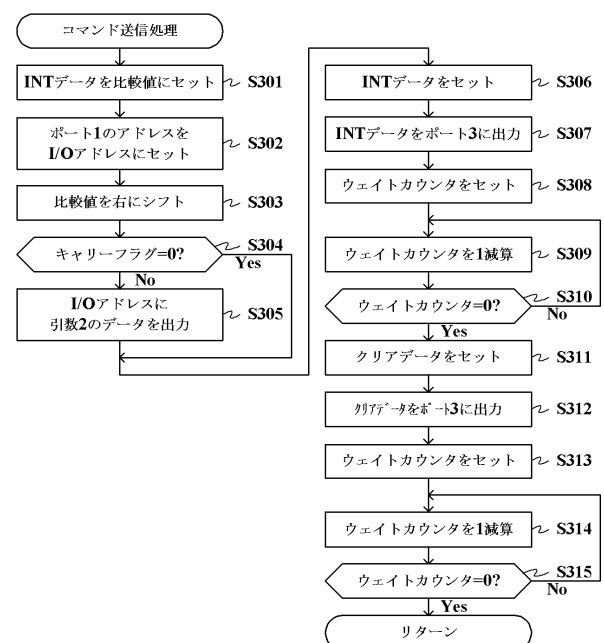 コマンド送信処理
INTデータを比較値にセット
S301
ポート1のアドレスを
I/Oアドレスにセット
S302
比較値を右にシフト
S303
キャリーフラグ=0?
S304
Yes
No
I/Oアドレスに
引数2のデータを出力
S305
INTデータをセット
S306
INTデータをポート3に出力
S307
ウェイトカウンタをセット
S308
ウェイトカウンタを1減算
S309
ウェイトカウンタ=0?
S310
No
Yes
クリアデータをセット
S311
クリアデータをポート3に出力
S312
ウェイトカウンタをセット
S313
ウェイトカウンタを1減算
S314
ウェイトカウンタ=0?
S315
No
Yes
リターン